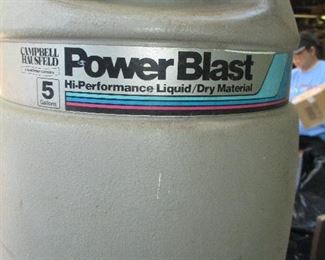 CAMPBELL
HAUSFELD
5
Gallons
Power Blast
Hi-Performance Liquid/Dry Material